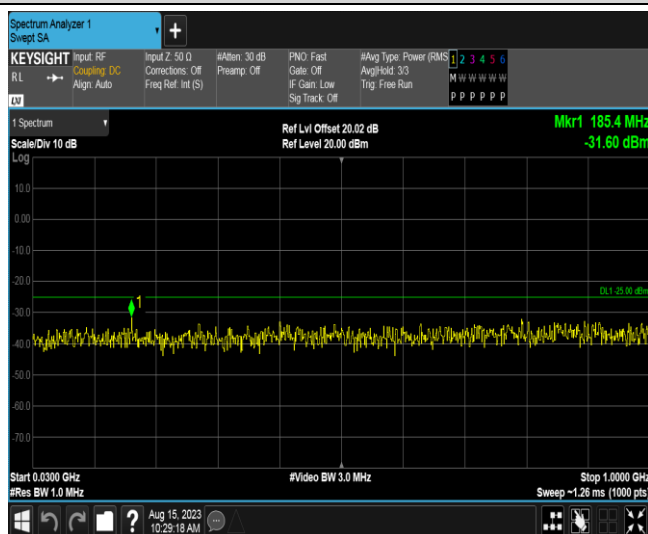 Spectrum Analyzer 1
Swept SA
KEYSIGHT
RL
LXI
Input: RF
Coupling: DC
Align: Auto
Input Z: 50 Ω
Corrections: Off
Freq Ref: Int (S)
#Atten: 30 dB
Preamp: Off
PNO: Fast
Gate: Off
IF Gain: Low
Sig Track: Off
#Avg Type: Power (RMS
Avg|Hold: 3/3
Trig: Free Run
1 2 3 4 5 6
M W W W W W
P P P P P P
1 Spectrum
Scale/Div 10 dB
Log
Ref Lvl Offset 20.02 dB
Ref Level 20.00 dBm
Mkr1 185.4 MHz
-31.60 dBm
10.0
0.00
-10.0
-20.0
DL1 -25.00 dBm
1
-30.0
-40.0
-50.0
-60.0
-70.0
Start 0.0300 GHz
#Res BW 1.0 MHz
#Video BW 3.0 MHz
Stop 1.0000 GHz
Sweep ~1.26 ms (1000 pts)
?
Aug 15, 2023
10:29:18 AM